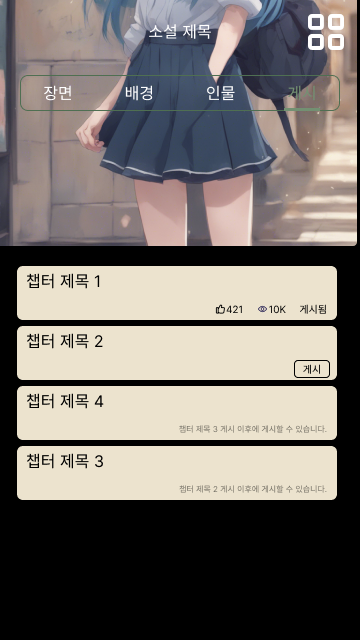 소설 제목
장면 배경 인물 게시
챕터 제목 1
421 10K 게시됨
챕터 제목 2
게시
챕터 제목 4
챕터 제목 3 게시 이후에 게시할 수 있습니다.
챕터 제목 3
챕터 제목 2 게시 이후에 게시할 수 있습니다.